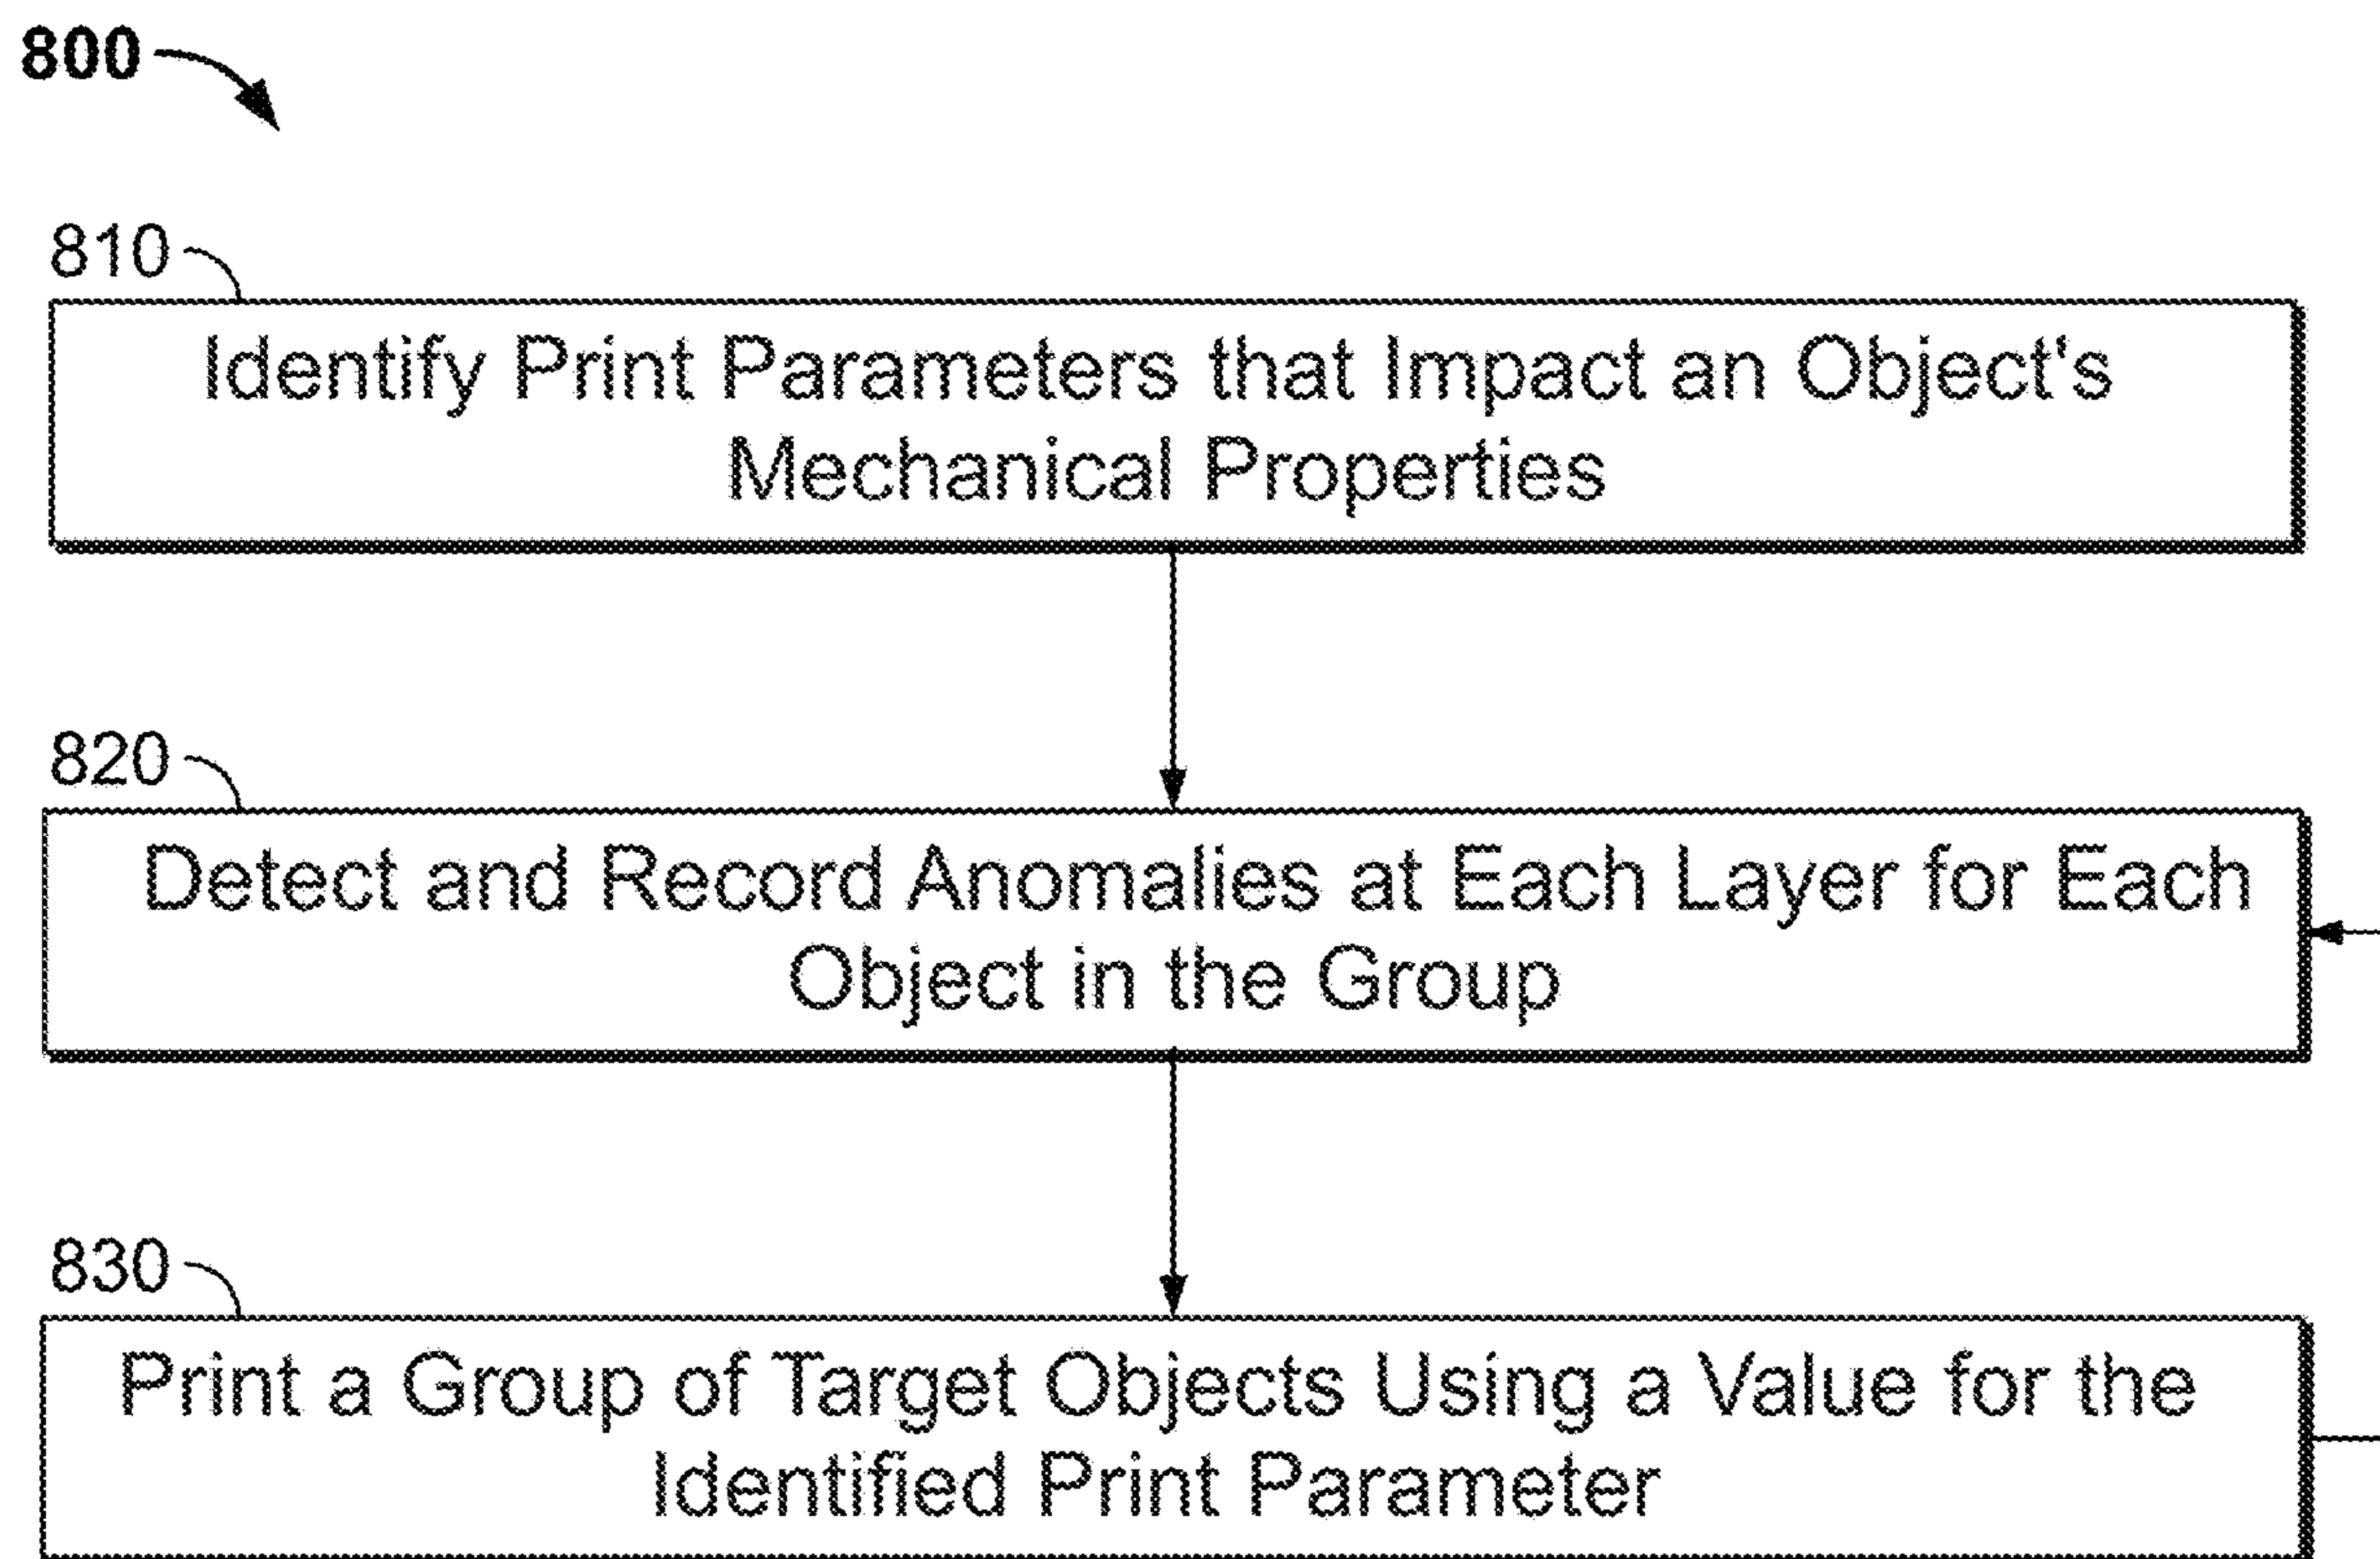 800
810
Identify Print Parameters that Impact an Object's
Mechanical Properties
820
Detect and Record Anomalies at Each Layer for Each
Object in the Group
830
Print a Group of Target Objects Using a Value for the
Identified Print Parameter